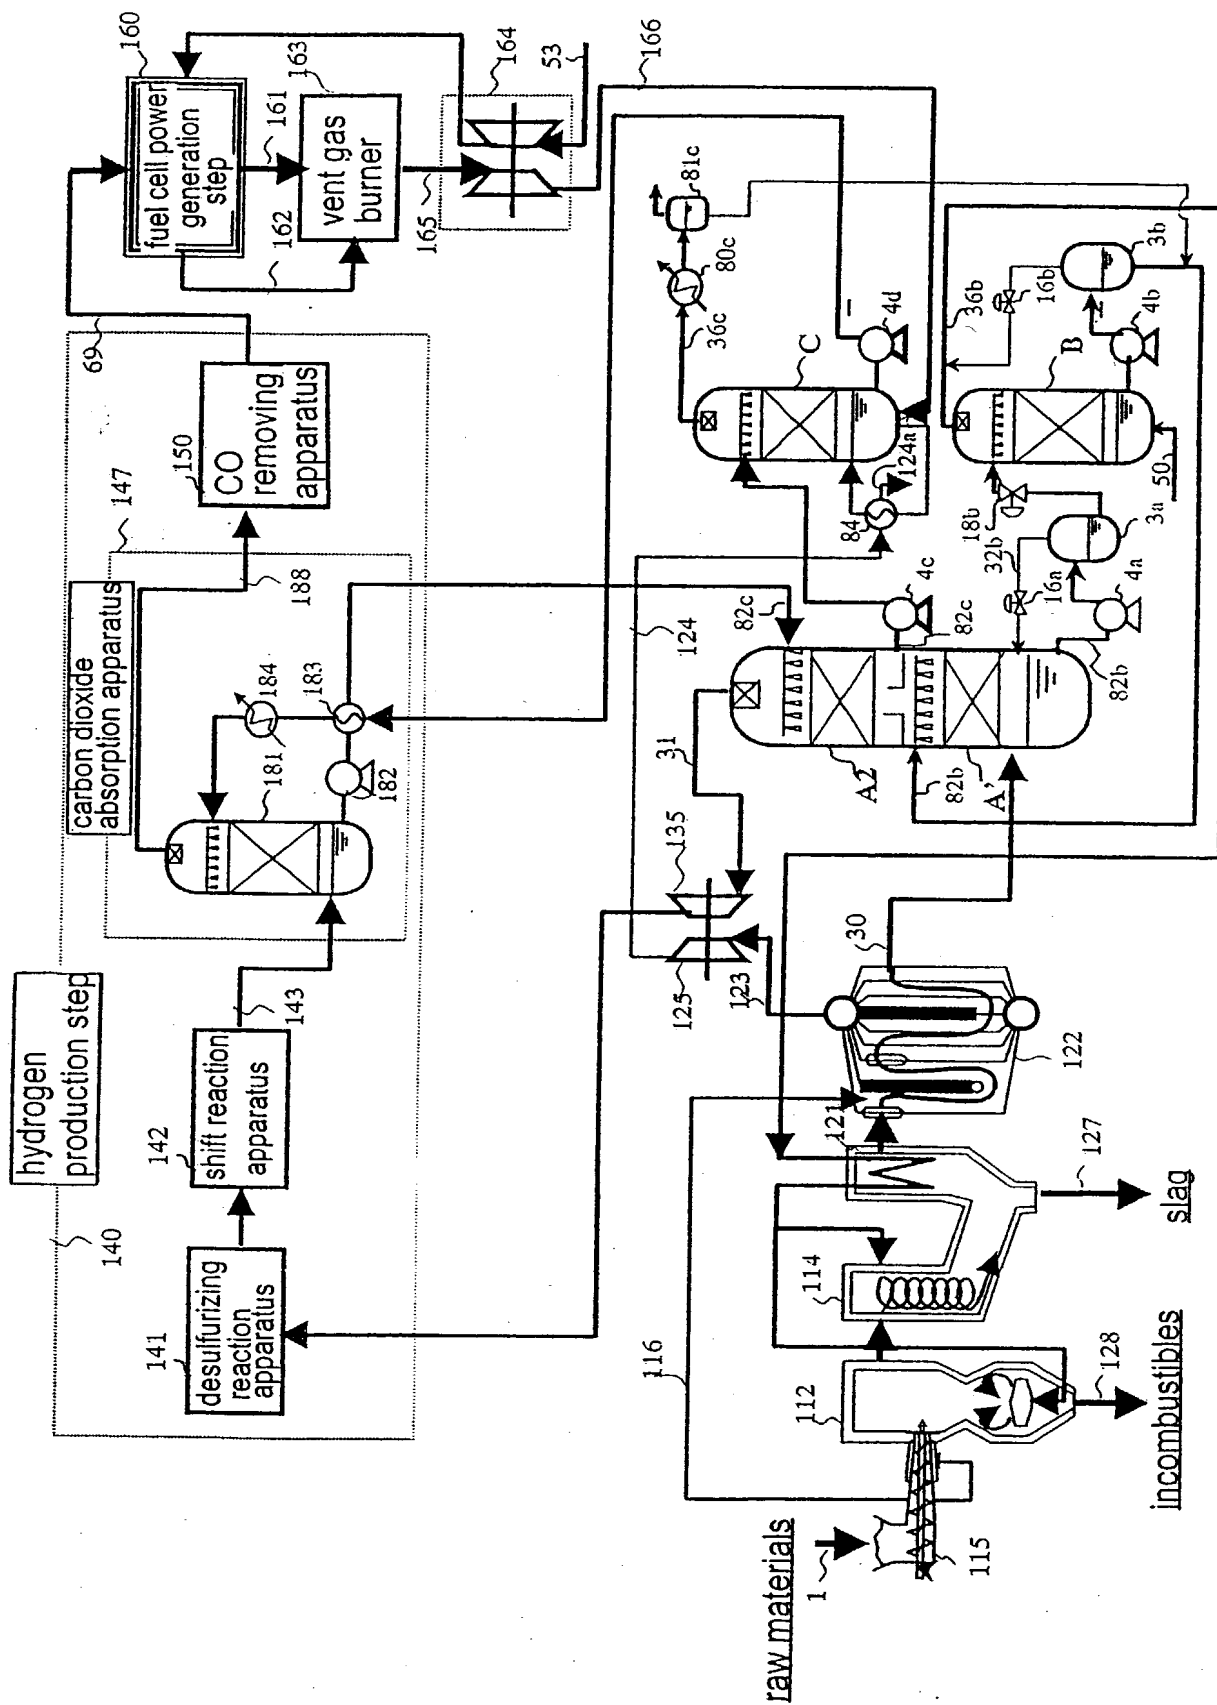 hydrogen
production step
140
141
desulfurizing
reaction
apparatus
142
shift reaction
apparatus
143
carbon dioxide
absorption apparatus
147
181
182
183
184
188
150
CO
removing
apparatus
69
160
fuel cell power
generation
step
161
162
163
vent gas
burner
164
165
53
166
raw materials
1
115
116
112
114
121
128
incombustibles
127
slag
122
123
30
125
135
31
124
82c
A2
82b
A'
82c
4c
82b
4a
16a
32b
18b
3a
50
84
124a
C
36c
80c
81c
4d
B
4b
16b
36b
3b